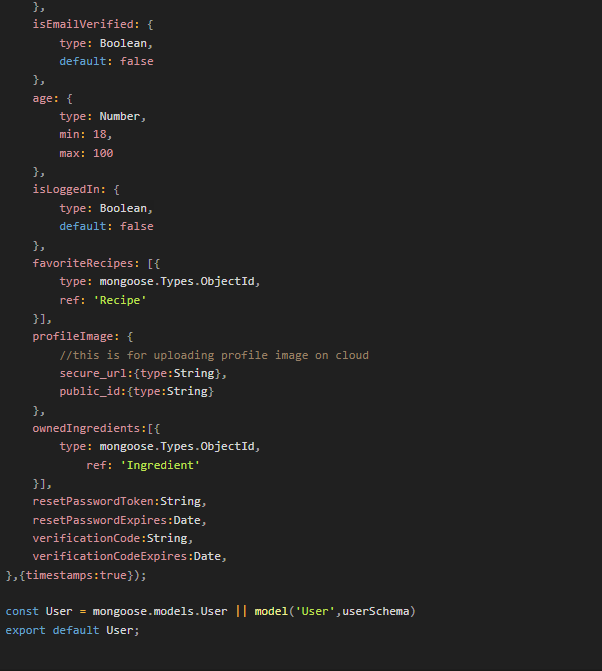 },
isEmailVerified: {
type: Boolean,
default: false
},
age: {
type: Number,
min: 18,
max: 100
},
isLoggedIn: {
type: Boolean,
default: false
},
favoriteRecipes: [{
type: mongoose.Types.ObjectId,
ref: 'Recipe'
}],
profileImage: {
//this is for uploading profile image on cloud
secure_url:{type:String},
public_id:{type:String}
},
ownedIngredients:[{
type: mongoose.Types.ObjectId,
ref: 'Ingredient'
}],
resetPasswordToken:String,
resetPasswordExpires:Date,
verificationCode:String,
verificationCodeExpires:Date,
},{timestamps:true});
const User = mongoose.models.User || model('User',userSchema)
export default User;